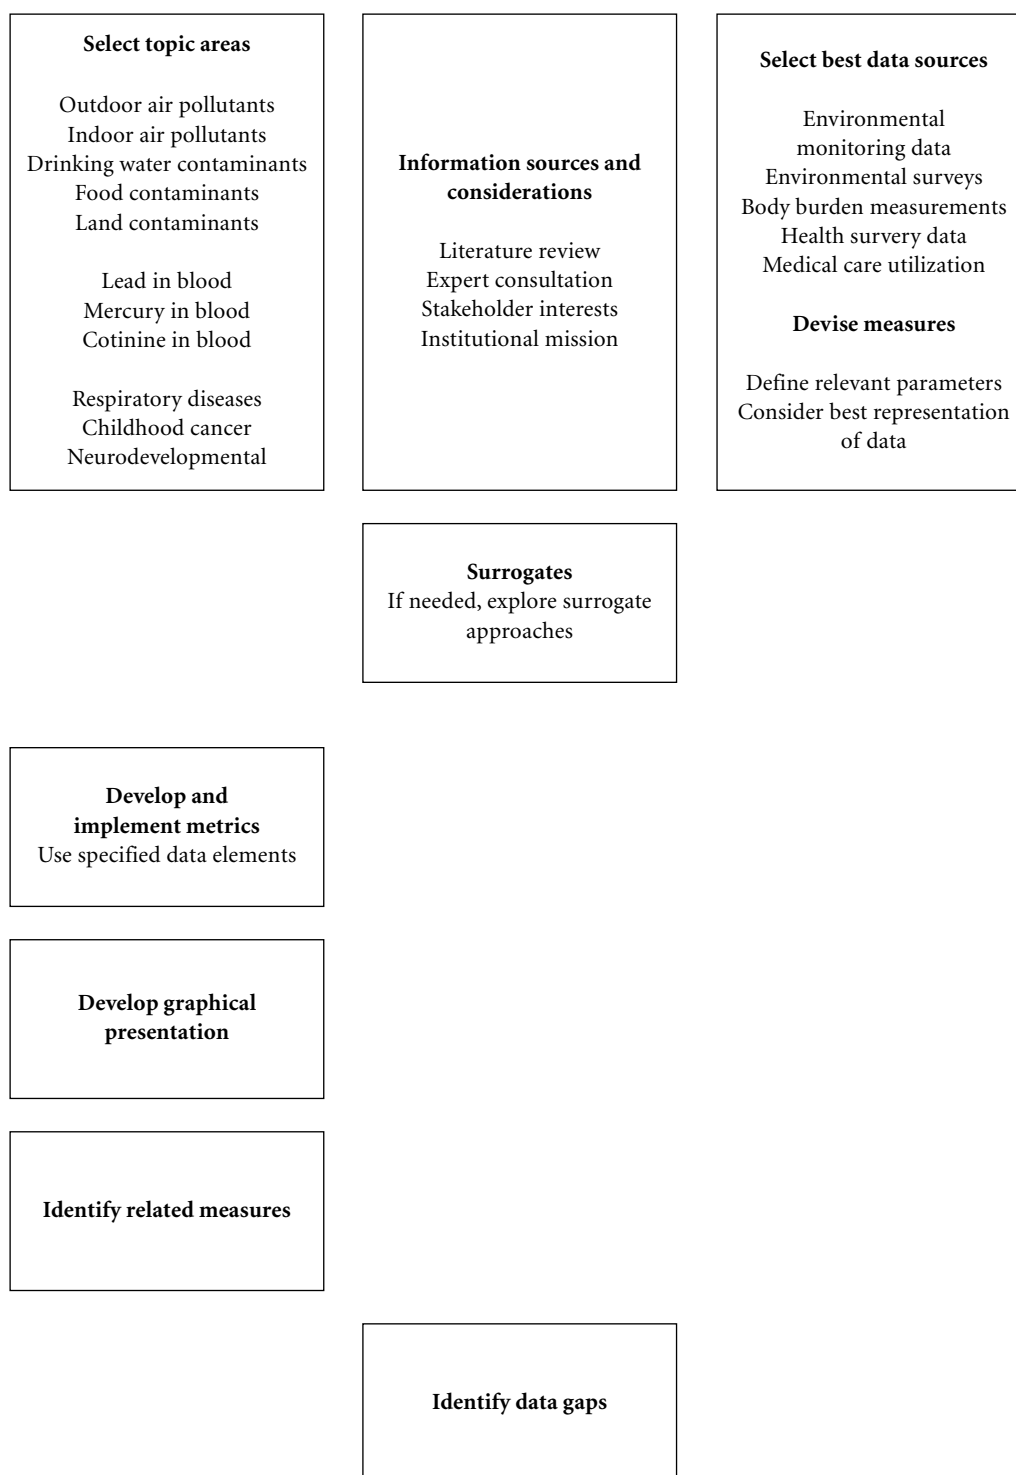 Select topic areas
Outdoor air pollutants
Indoor air pollutants
Drinking water contaminants
Food contaminants
Land contaminants
Lead in blood
Mercury in blood
Cotinine in blood
Respiratory diseases
Childhood cancer
Neurodevelopmental
Information sources and
considerations
Literature review
Expert consultation
Stakeholder interests
Institutional mission
Select best data sources
Environmental
monitoring data
Environmental surveys
Body burden measurements
Health survery data
Medical care utilization
Devise measures
Define relevant parameters
Consider best representation
of data
Surrogates
If needed, explore surrogate
approaches
Develop and
implement metrics
Use specified data elements
Develop graphical
presentation
Identify related measures
Identify data gaps